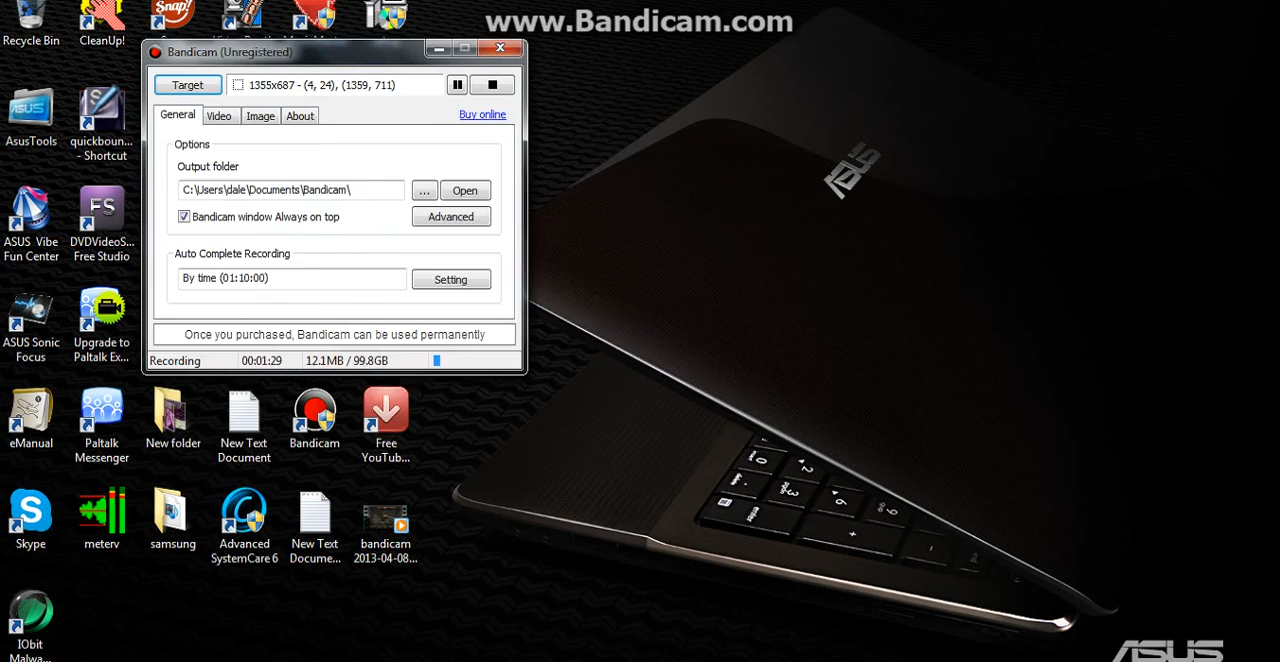 www.Bandicam.com
Recycle Bin
CleanUp!
Bandicam (Unregistered)
Target
1355x687 - (4, 24), (1359, 711)
General
Video
Image
About
Buy online
Options
Output folder
C:\Users\dale\Documents\Bandicam\
...
Open
Bandicam window Always on top
Advanced
Auto Complete Recording
By time (01:10:00)
Setting
Once you purchased, Bandicam can be used permanently
Recording
00:01:29
12.1MB / 99.8GB
AsusTools
quickboun...
- Shortcut
ASUS Vibe
Fun Center
DVDVideoS...
Free Studio
ASUS Sonic
Focus
Upgrade to
Paltalk Ex...
eManual
Paltalk
Messenger
New folder
New Text
Document
Bandicam
Free
YouTub...
Skype
meterv
samsung
Advanced
SystemCare 6
New Text
Docume...
bandicam
2013-04-08...
IObit
Malwa...
ASUS
FS
ASUS
enter
ASUS